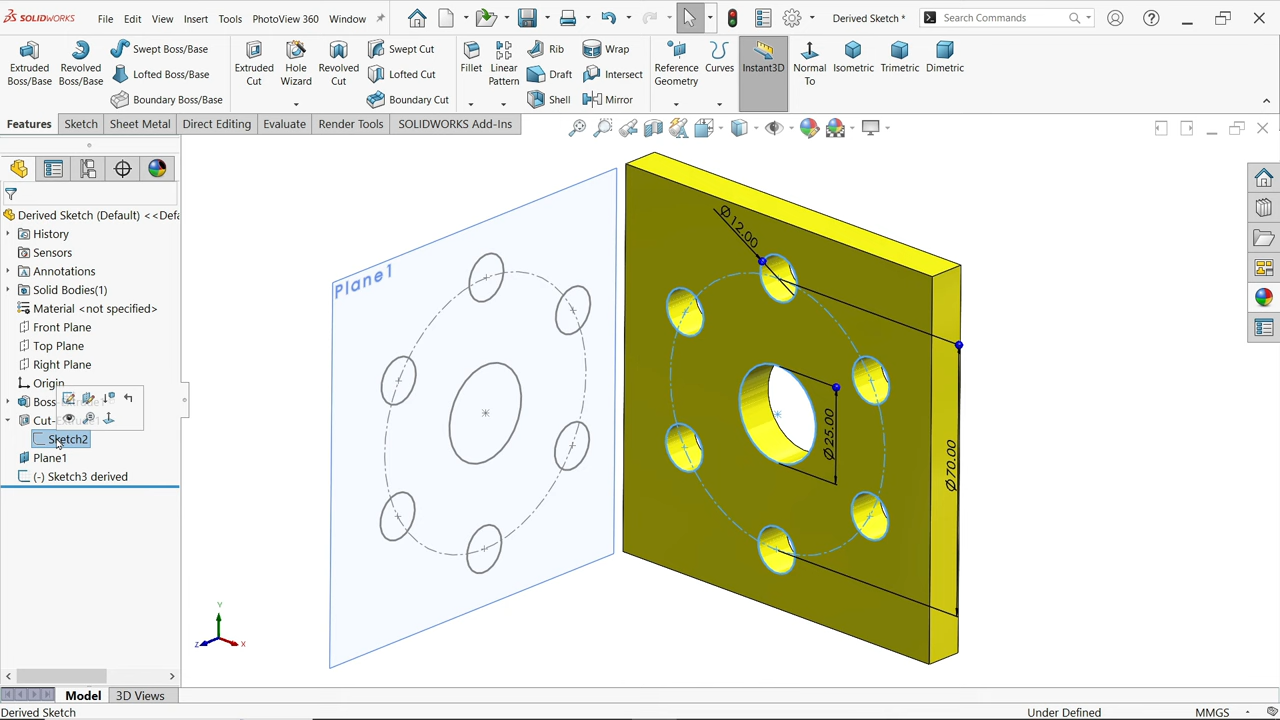 SOLIDWORKS
File
Edit
View
Insert
Tools
PhotoView 360
Window
Derived Sketch *
Search Commands
Extruded Boss/Base
Revolved Boss/Base
Swept Boss/Base
Lofted Boss/Base
Boundary Boss/Base
Extruded Cut
Hole Wizard
Revolved Cut
Swept Cut
Lofted Cut
Boundary Cut
Fillet
Linear Pattern
Rib
Draft
Shell
Wrap
Intersect
Mirror
Reference Geometry
Curves
Instant3D
Normal To
Isometric
Trimetric
Dimetric
Features
Sketch
Sheet Metal
Direct Editing
Evaluate
Render Tools
SOLIDWORKS Add-Ins
Derived Sketch (Default) <<Defa
History
Sensors
Annotations
Solid Bodies(1)
Material <not specified>
Front Plane
Top Plane
Right Plane
Origin
Boss
Cut-
Sketch2
Plane1
(-) Sketch3 derived
Plane1
Ø12.00
Ø25.00
Ø70.00
Y
Z
X
Model
3D Views
Derived Sketch
Under Defined
MMGS